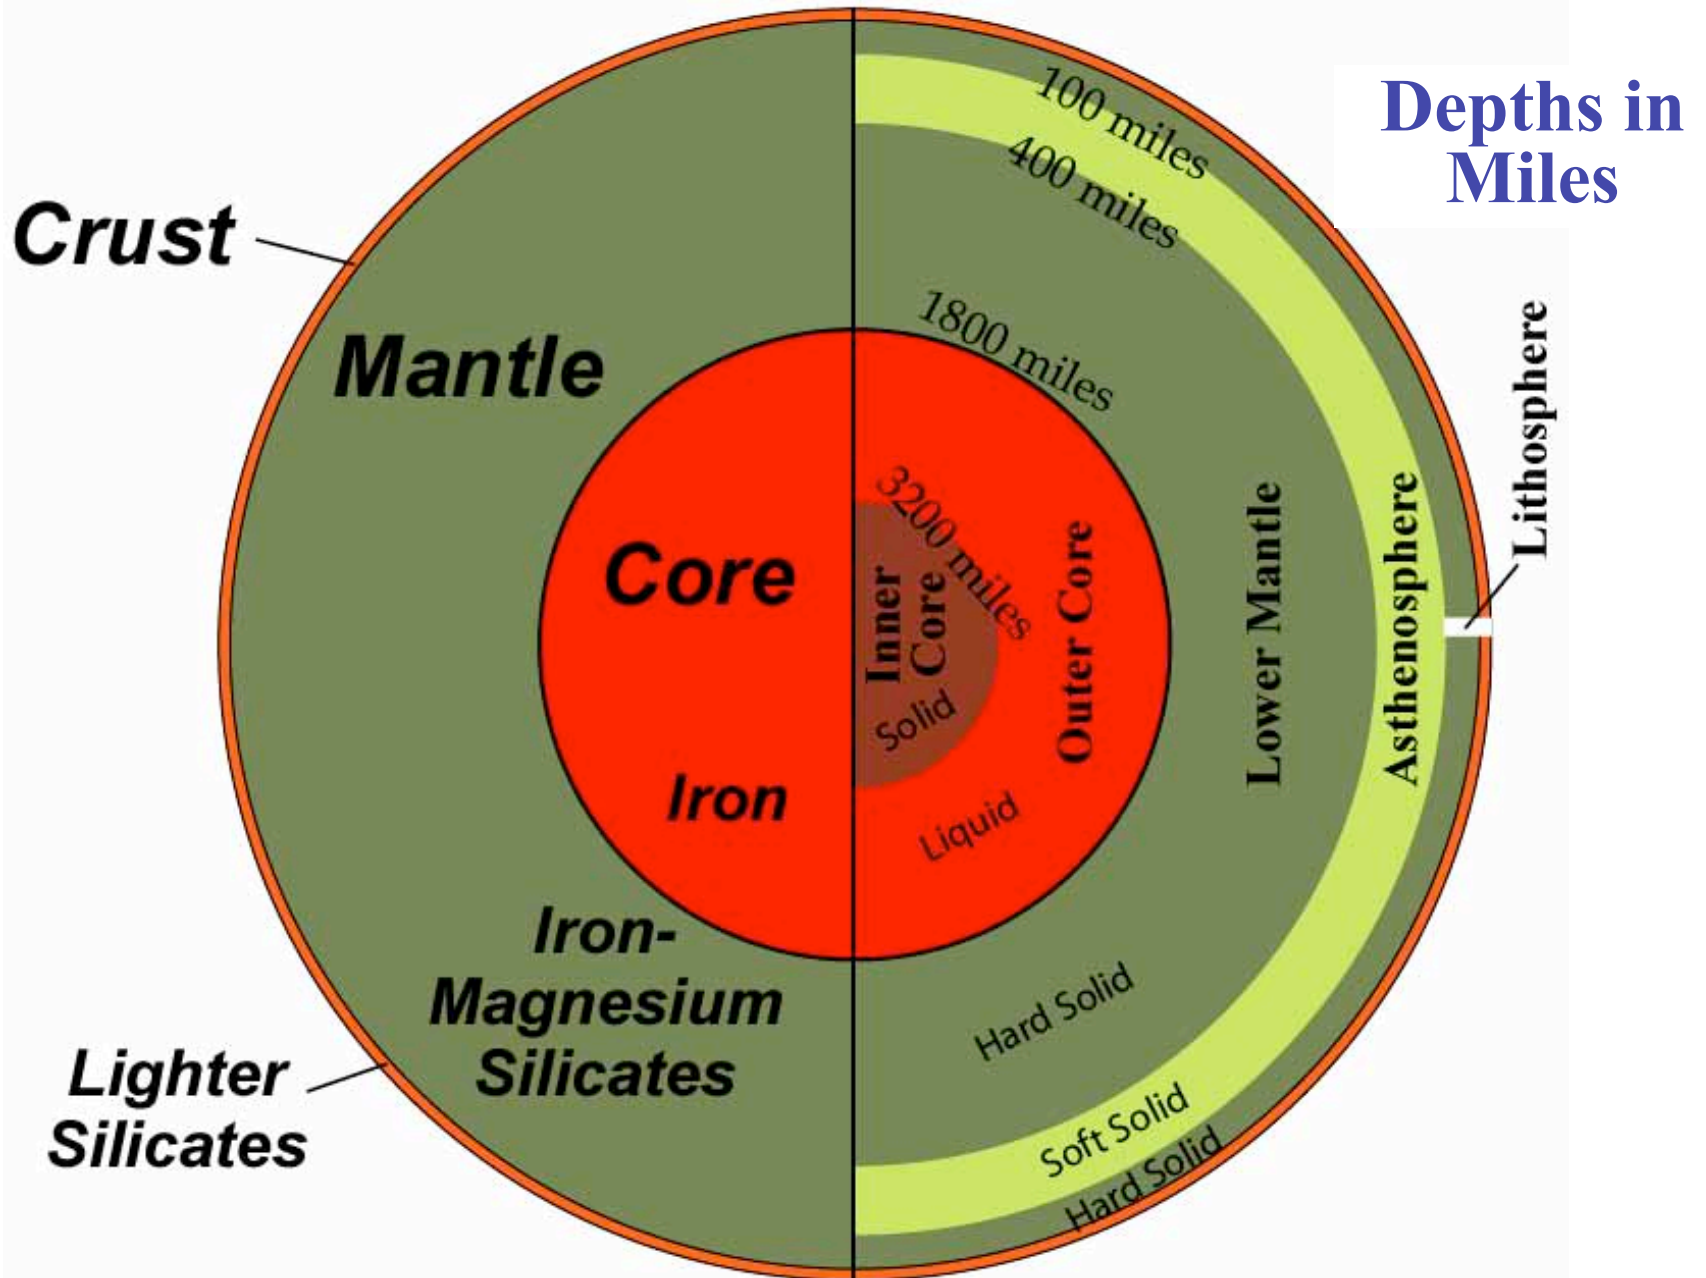 Depths in
Miles
Crust
Mantle
Core
Iron
Iron-
Magnesium
Silicates
Lighter
Silicates
100 miles
400 miles
1800 miles
3200 miles
Inner
Core
Solid
Outer Core
Liquid
Lower Mantle
Asthenosphere
Lithosphere
Hard Solid
Soft Solid
Hard Solid